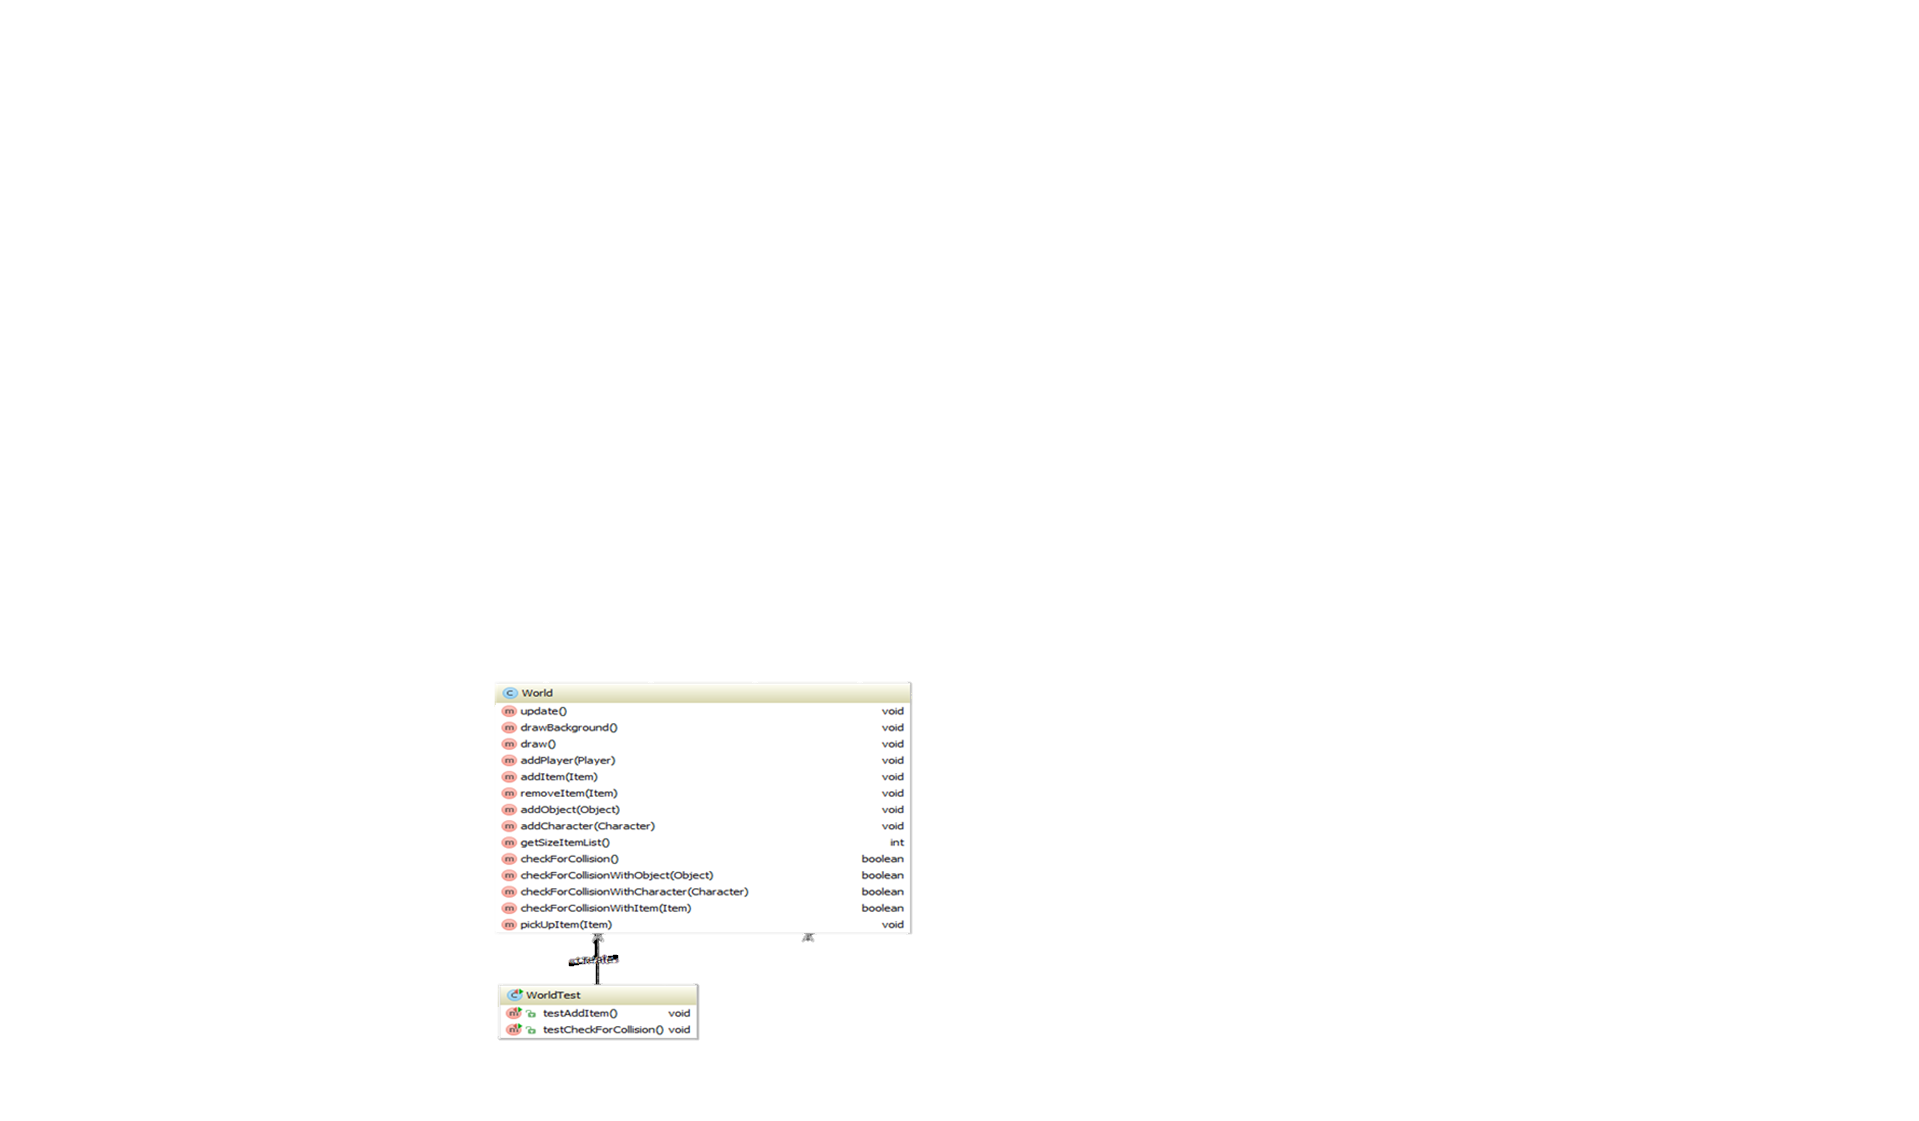 C World
m update() void
m drawBackground() void
m draw() void
m addPlayer(Player) void
m addItem(Item) void
m removeItem(Item) void
m addObject(Object) void
m addCharacter(Character) void
m getSizeItemList() int
m checkForCollision() boolean
m checkForCollisionWithObject(Object) boolean
m checkForCollisionWithCharacter(Character) boolean
m checkForCollisionWithItem(Item) boolean
m pickUpItem(Item) void
C WorldTest
m testAddItem() void
m testCheckForCollision() void